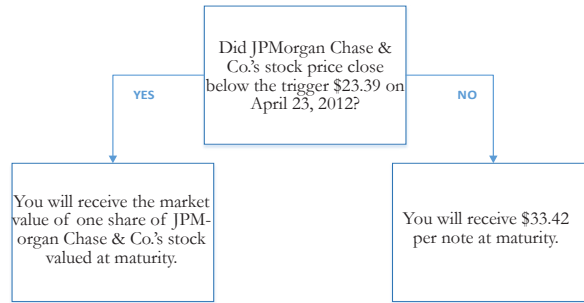 Did JPMorgan Chase &
Co.'s stock price close
below the trigger $23.39 on
April 23, 2012?
YES
NO
You will receive the market
value of one share of JPM-
organ Chase & Co.'s stock
valued at maturity.
You will receive $33.42
per note at maturity.